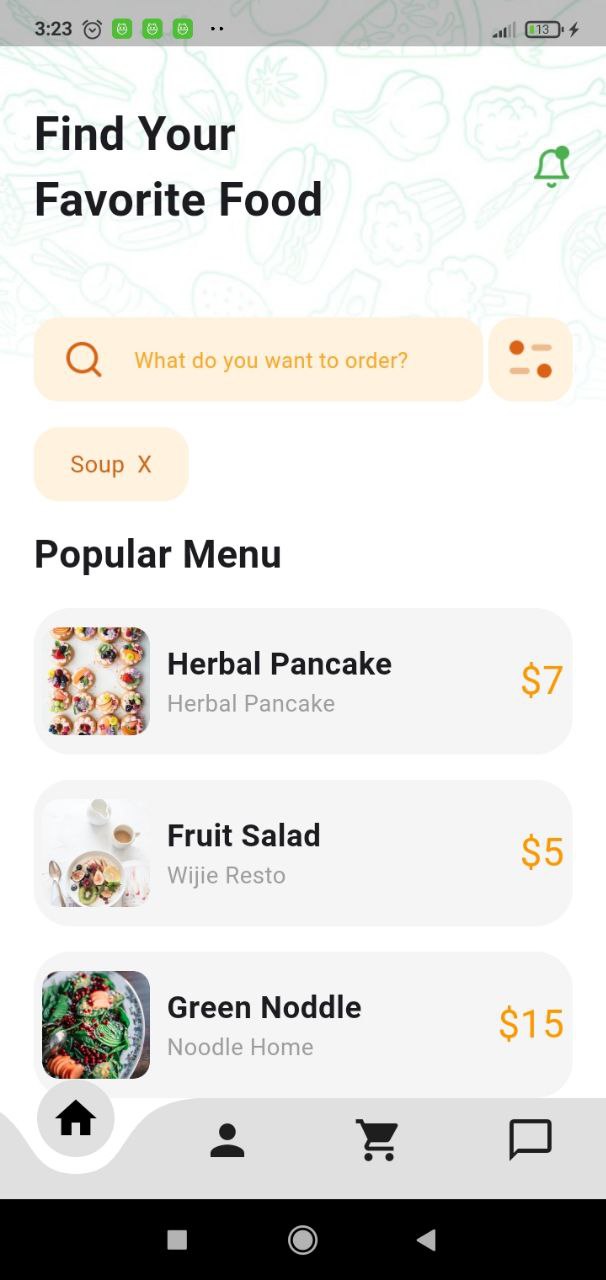 3:23
13
Find Your
Favorite Food
What do you want to order?
Soup X
Popular Menu
Herbal Pancake
Herbal Pancake
$7
Fruit Salad
Wijie Resto
$5
Green Noddle
Noodle Home
$15